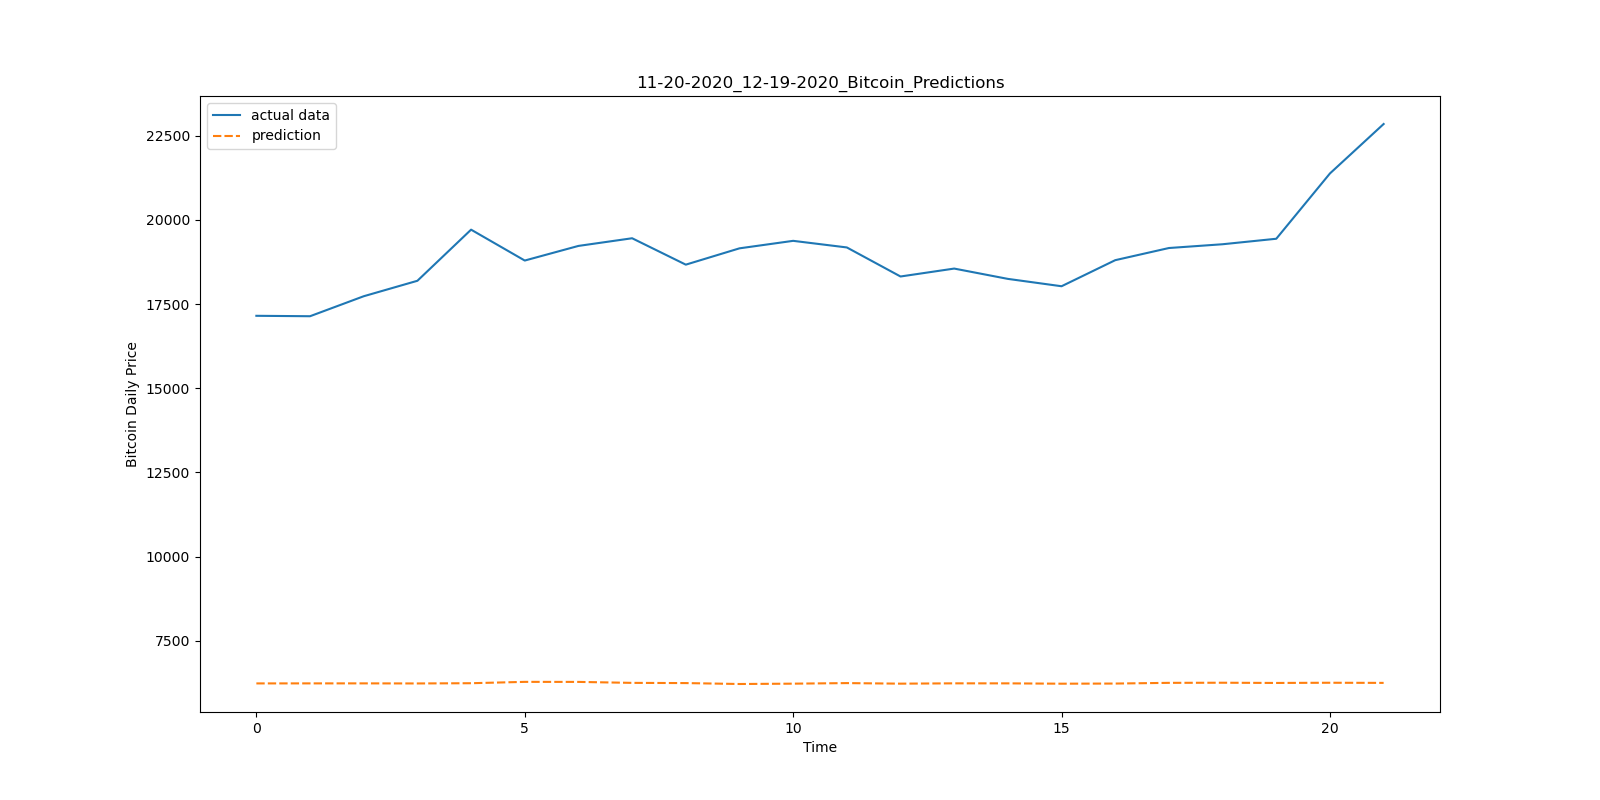 11-20-2020_12-19-2020_Bitcoin_Predictions
actual data
prediction
22500
20000
17500
15000
12500
10000
7500
Bitcoin Daily Price
0 5 10 15 20
Time